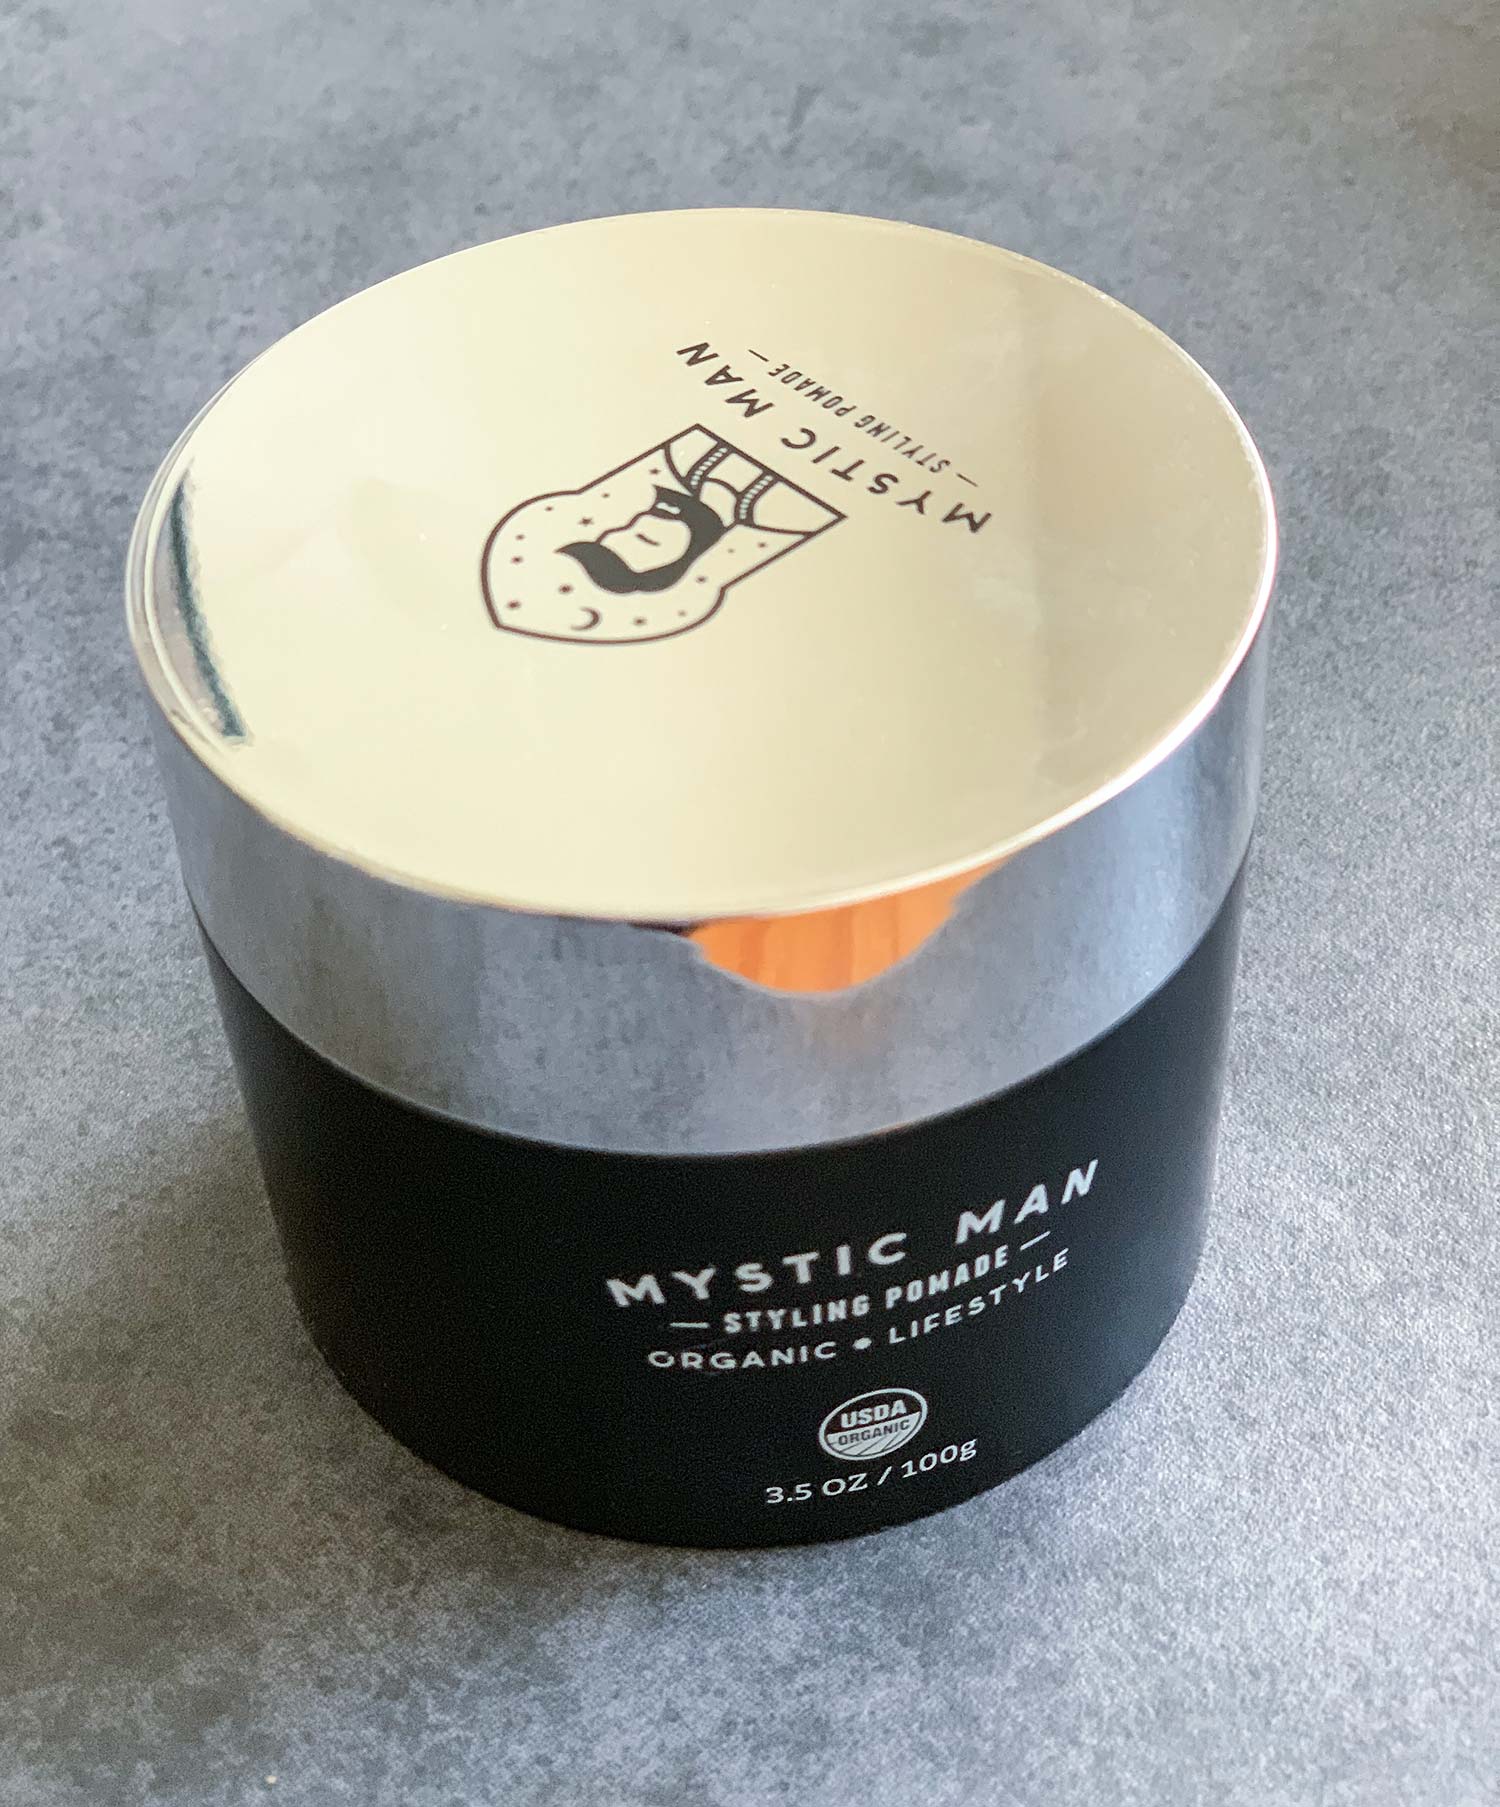 MYSTIC MAN
— STYLING POMADE —
MYSTIC MAN
— STYLING POMADE —
ORGANIC • LIFESTYLE
USDA
ORGANIC
3.5 OZ / 100g